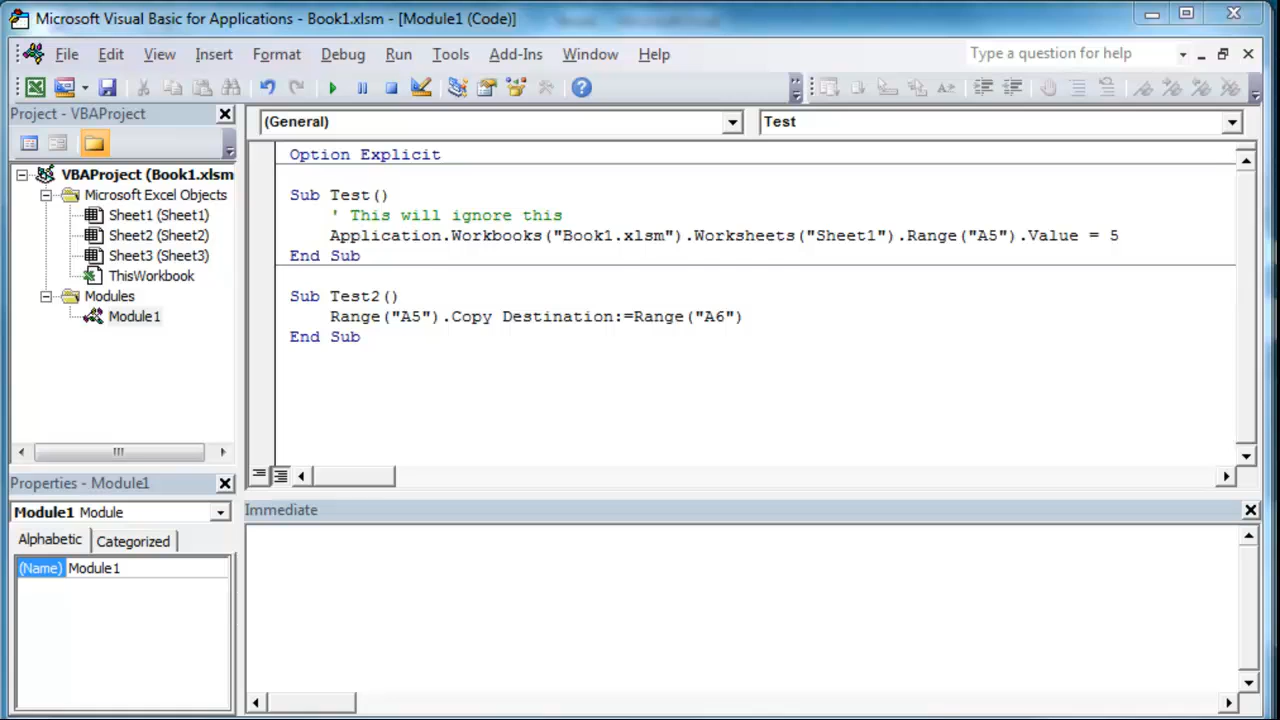 Microsoft Visual Basic for Applications - Book1.xlsm - [Module1 (Code)]
File Edit View Insert Format Debug Run Tools Add-Ins Window Help Type a question for help
Project - VBAProject
(General) Test
VBAProject (Book1.xlsm
Microsoft Excel Objects
Sheet1 (Sheet1)
Sheet2 (Sheet2)
Sheet3 (Sheet3)
ThisWorkbook
Modules
Module1
Option Explicit
Sub Test()
' This will ignore this
Application.Workbooks("Book1.xlsm").Worksheets("Sheet1").Range("A5").Value = 5
End Sub
Sub Test2()
Range("A5").Copy Destination:=Range("A6")
End Sub
Properties - Module1
Module1 Module
Alphabetic Categorized
(Name) Module1
Immediate